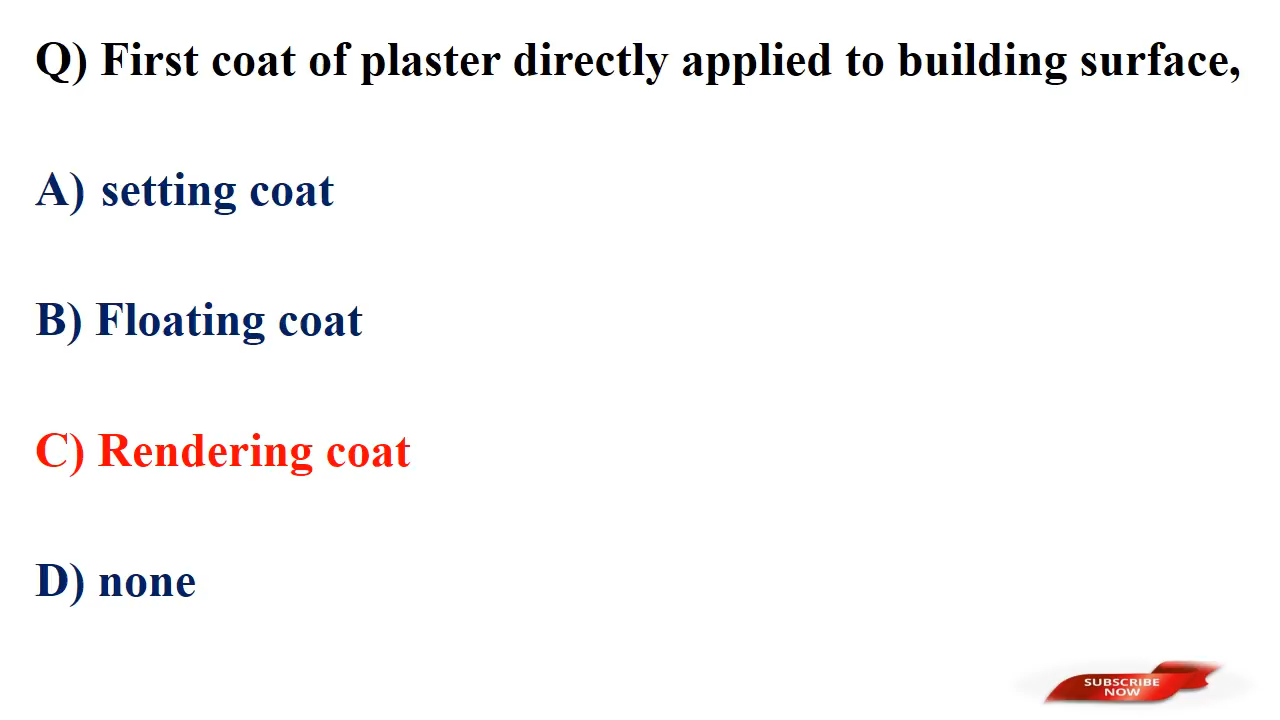 Q) First coat of plaster directly applied to building surface,
A) setting coat
B) Floating coat
C) Rendering coat
D) none
SUBSCRIBE
NOW